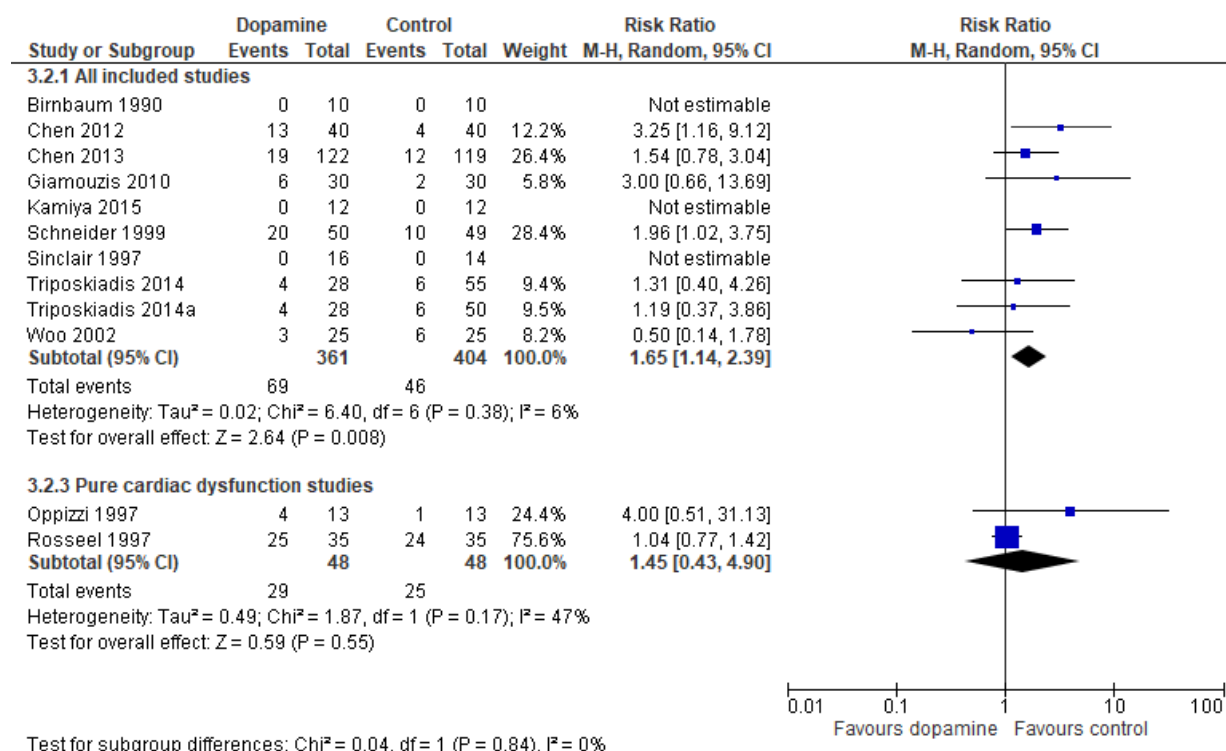 Dopamine Control Risk Ratio Risk Ratio
Study or Subgroup Events Total Events Total Weight M-H, Random, 95% CI M-H, Random, 95% CI
3.2.1 All included studies
Birnbaum 1990 0 10 0 10 Not estimable
Chen 2012 13 40 4 40 12.2% 3.25 [1.16, 9.12]
Chen 2013 19 122 12 119 26.4% 1.54 [0.78, 3.04]
Giamouzis 2010 6 30 2 30 5.8% 3.00 [0.66, 13.69]
Kamiya 2015 0 12 0 12 Not estimable
Schneider 1999 20 50 10 49 28.4% 1.96 [1.02, 3.75]
Sinclair 1997 0 16 0 14 Not estimable
Triposkiadis 2014 4 28 6 55 9.4% 1.31 [0.40, 4.26]
Triposkiadis 2014a 4 28 6 50 9.5% 1.19 [0.37, 3.86]
Woo 2002 3 25 6 25 8.2% 0.50 [0.14, 1.78]
Subtotal (95% CI) 361 404 100.0% 1.65 [1.14, 2.39]
Total events 69 46
Heterogeneity: Tau² = 0.02; Chi² = 6.40, df = 6 (P = 0.38); I² = 6%
Test for overall effect: Z = 2.64 (P = 0.008)
3.2.3 Pure cardiac dysfunction studies
Oppizzi 1997 4 13 1 13 24.4% 4.00 [0.51, 31.13]
Rosseel 1997 25 35 24 35 75.6% 1.04 [0.77, 1.42]
Subtotal (95% CI) 48 48 100.0% 1.45 [0.43, 4.90]
Total events 29 25
Heterogeneity: Tau² = 0.49; Chi² = 1.87, df = 1 (P = 0.17); I² = 47%
Test for overall effect: Z = 0.59 (P = 0.55)
0.01 0.1 1 10 100
Favours dopamine Favours control
Test for subgroup differences: Chi² = 0.04, df = 1 (P = 0.84), I² = 0%